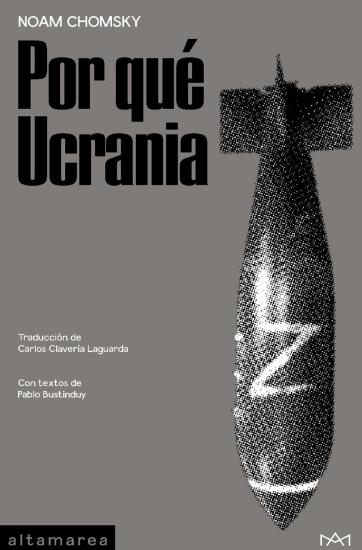 NOAM CHOMSKY
Por qué
Ucrania
Traducción de
Carlos Clavería Laguarda
Con textos de
Pablo Bustinduy
Z
altamarea